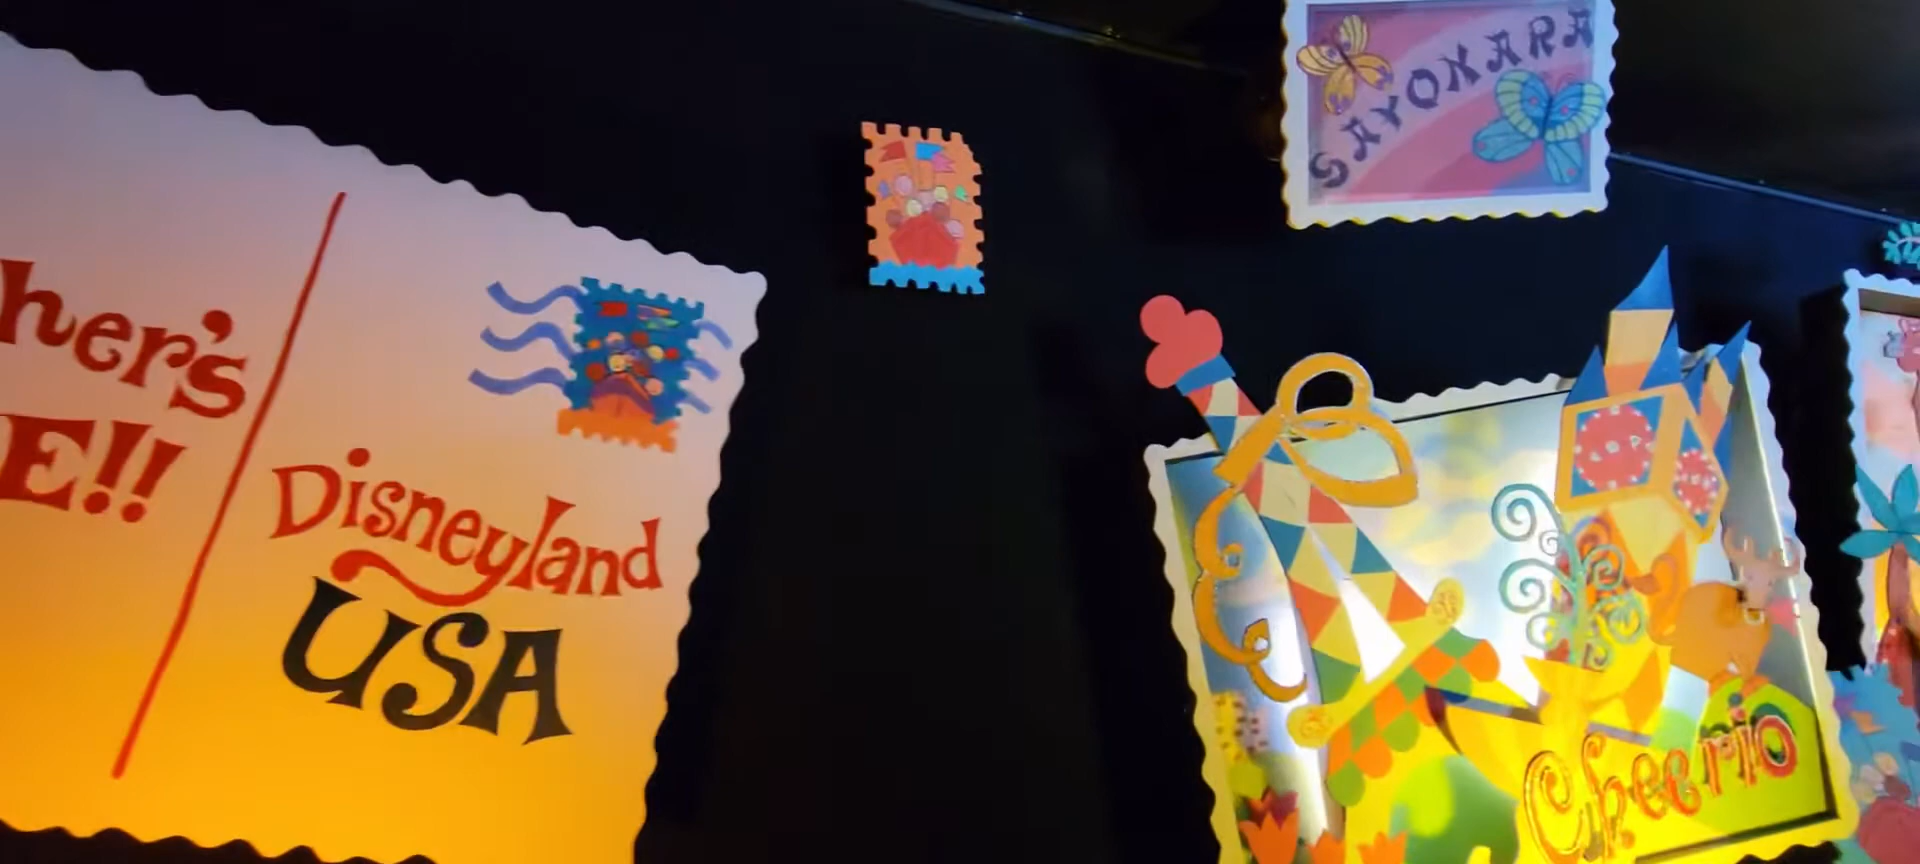 her's
E!!
Disneyland
USA
SAYONARA
Cheerio